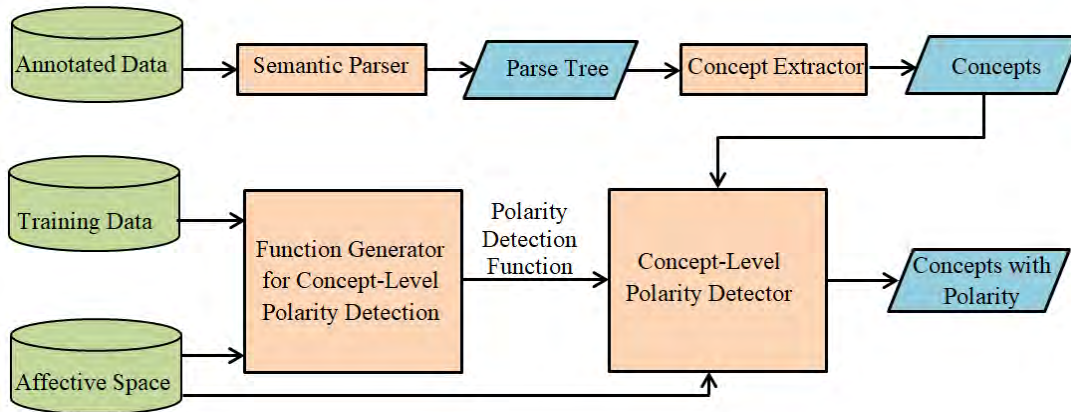 Annotated Data
Semantic Parser
Parse Tree
Concept Extractor
Concepts
Training Data
Function Generator
for Concept-Level
Polarity Detection
Polarity
Detection
Function
Concept-Level
Polarity Detector
Concepts with
Polarity
Affective Space